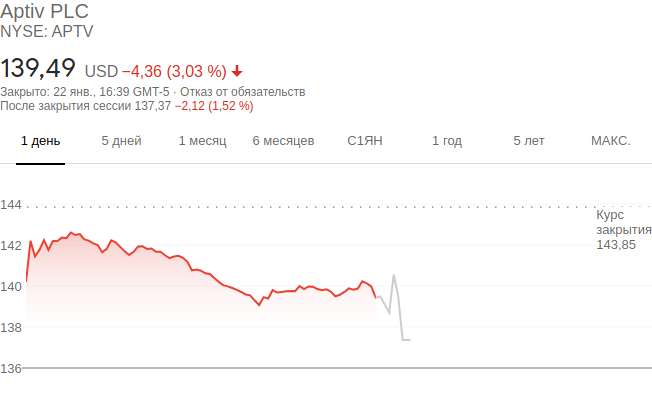 Aptiv PLC
NYSE: APTV
139,49 USD −4,36 (3,03 %)
Закрыто: 22 янв., 16:39 GMT-5 · Отказ от обязательств
После закрытия сессии 137,37 −2,12 (1,52 %)
1 день 5 дней 1 месяц 6 месяцев С1ЯН 1 год 5 лет МАКС.
144
Курс
закрытия
143,85
142
140
138
136